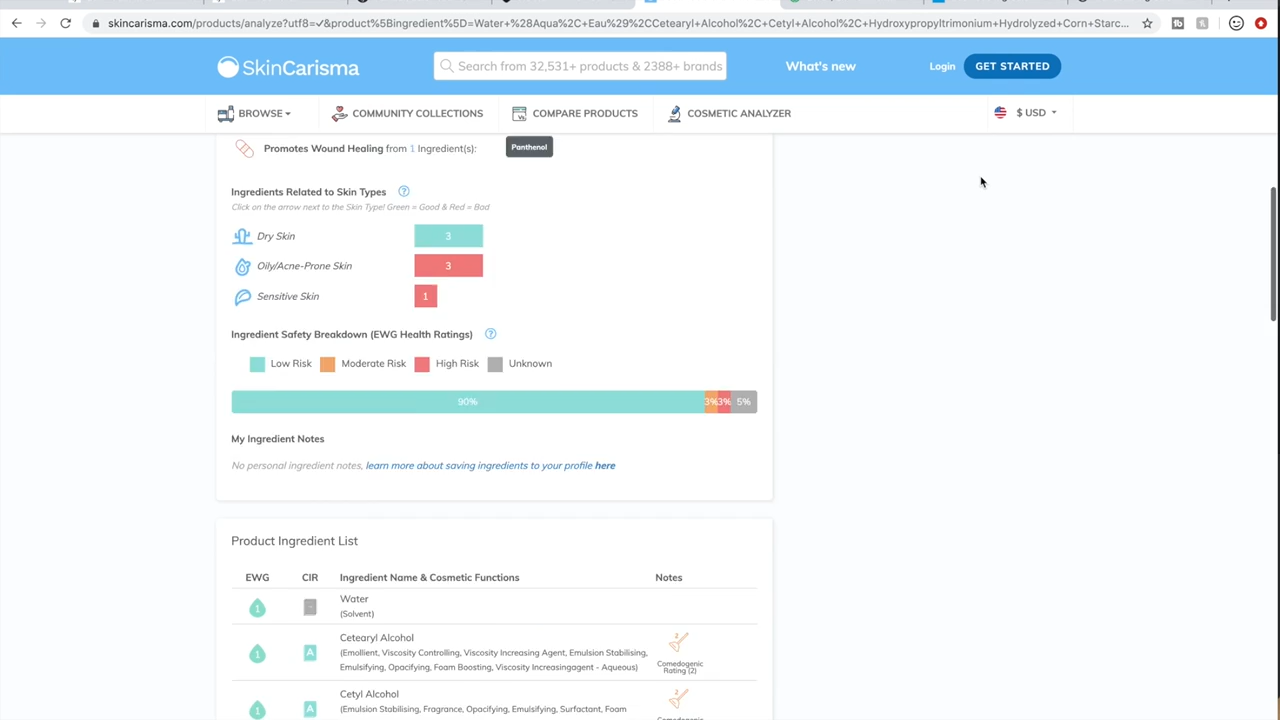 skincarisma.com/products/analyze?utf8=✓&product%5Bingredient%5D=Water+%28Aqua%2C+Eau%29%2CCetearyl+Alcohol%2C+Cetyl+Alcohol%2C+Hydroxypropyltrimonium+Hydrolyzed+Corn+Starc...
SkinCarisma
Search from 32,531+ products & 2388+ brands
What's new
Login
GET STARTED
BROWSE
COMMUNITY COLLECTIONS
COMPARE PRODUCTS
COSMETIC ANALYZER
$ USD
Promotes Wound Healing from 1 Ingredient(s):
Panthenol
Ingredients Related to Skin Types ?
Click on the arrow next to the Skin Type! Green = Good & Red = Bad
Dry Skin 3
Oily/Acne-Prone Skin 3
Sensitive Skin 1
Ingredient Safety Breakdown (EWG Health Ratings) ?
Low Risk Moderate Risk High Risk Unknown
90% 3% 3% 5%
My Ingredient Notes
No personal ingredient notes, learn more about saving ingredients to your profile here
Product Ingredient List
EWG CIR Ingredient Name & Cosmetic Functions Notes
1 Water
(Solvent)
1 A Cetearyl Alcohol
(Emollient, Viscosity Controlling, Viscosity Increasing Agent, Emulsion Stabilising,
Emulsifying, Opacifying, Foam Boosting, Viscosity Increasingagent - Aqueous)
2
Comedogenic
Rating (2)
1 A Cetyl Alcohol
(Emulsion Stabilising, Fragrance, Opacifying, Emulsifying, Surfactant, Foam
2
Comedogenic